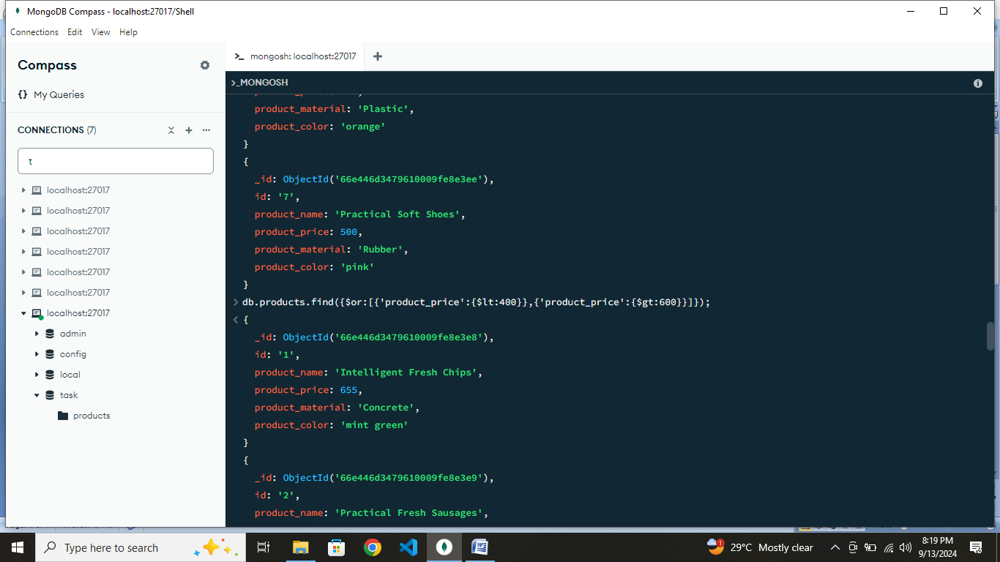 MongoDB Compass - localhost:27017/Shell
Connections Edit View Help
Compass
{} My Queries
CONNECTIONS (7)
t
localhost:27017
localhost:27017
localhost:27017
localhost:27017
localhost:27017
localhost:27017
localhost:27017
admin
config
local
task
products
>_ mongosh: localhost:27017 +
>_MONGOSH
product_material: 'Plastic',
product_color: 'orange'
}
{
_id: ObjectId('66e446d3479610009fe8e3ee'),
id: '7',
product_name: 'Practical Soft Shoes',
product_price: 500,
product_material: 'Rubber',
product_color: 'pink'
}
> db.products.find({$or:[{'product_price':{$lt:400}},{'product_price':{$gt:600}}]});
< {
_id: ObjectId('66e446d3479610009fe8e3e8'),
id: '1',
product_name: 'Intelligent Fresh Chips',
product_price: 655,
product_material: 'Concrete',
product_color: 'mint green'
}
{
_id: ObjectId('66e446d3479610009fe8e3e9'),
id: '2',
product_name: 'Practical Fresh Sausages',
Type here to search
1
29°C Mostly clear
8:19 PM
9/13/2024